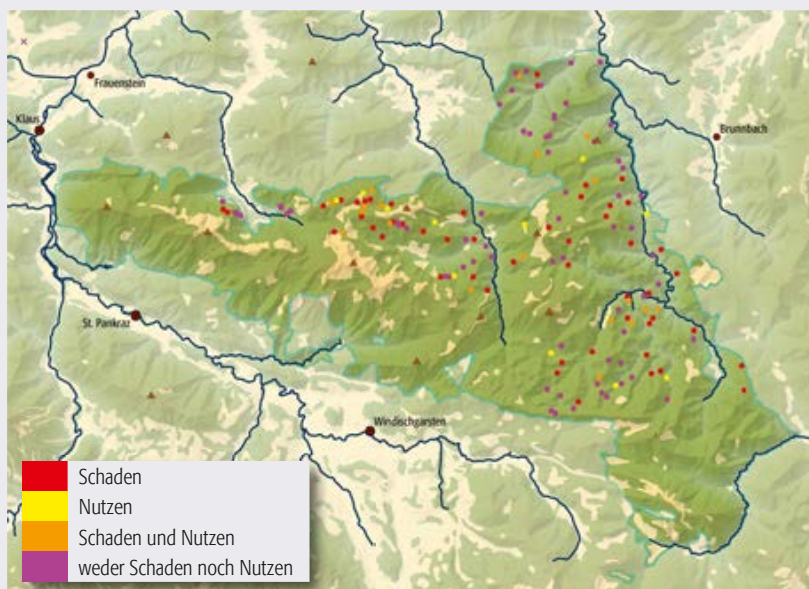 Frauenstein
Klaus
Brunnbach
St. Pankraz
Windischgarsten
Schaden
Nutzen
Schaden und Nutzen
weder Schaden noch Nutzen